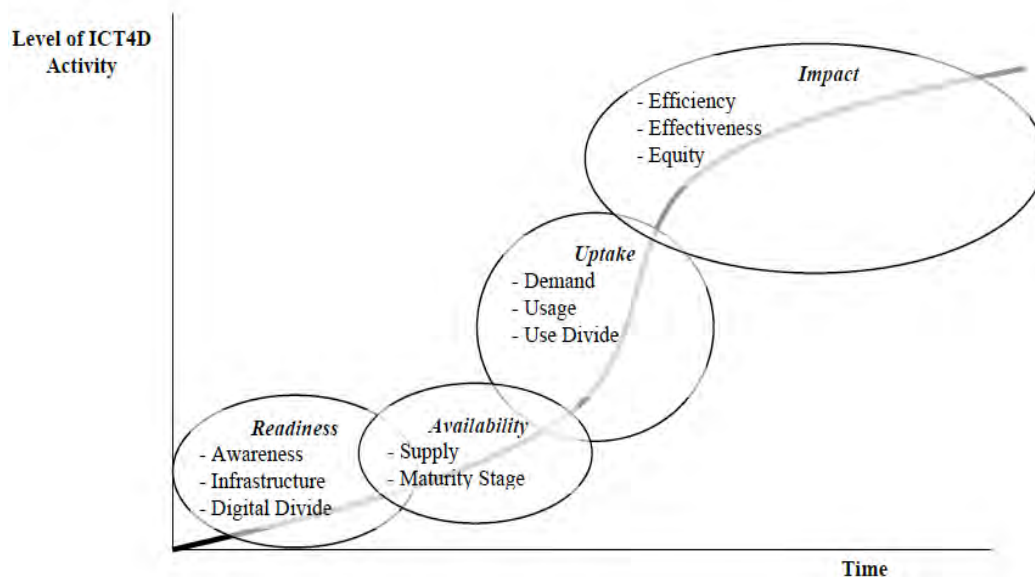 Level of ICT4D
Activity
Impact
- Efficiency
- Effectiveness
- Equity
Uptake
- Demand
- Usage
- Use Divide
Readiness
- Awareness
- Infrastructure
- Digital Divide
Availability
- Supply
- Maturity Stage
Time